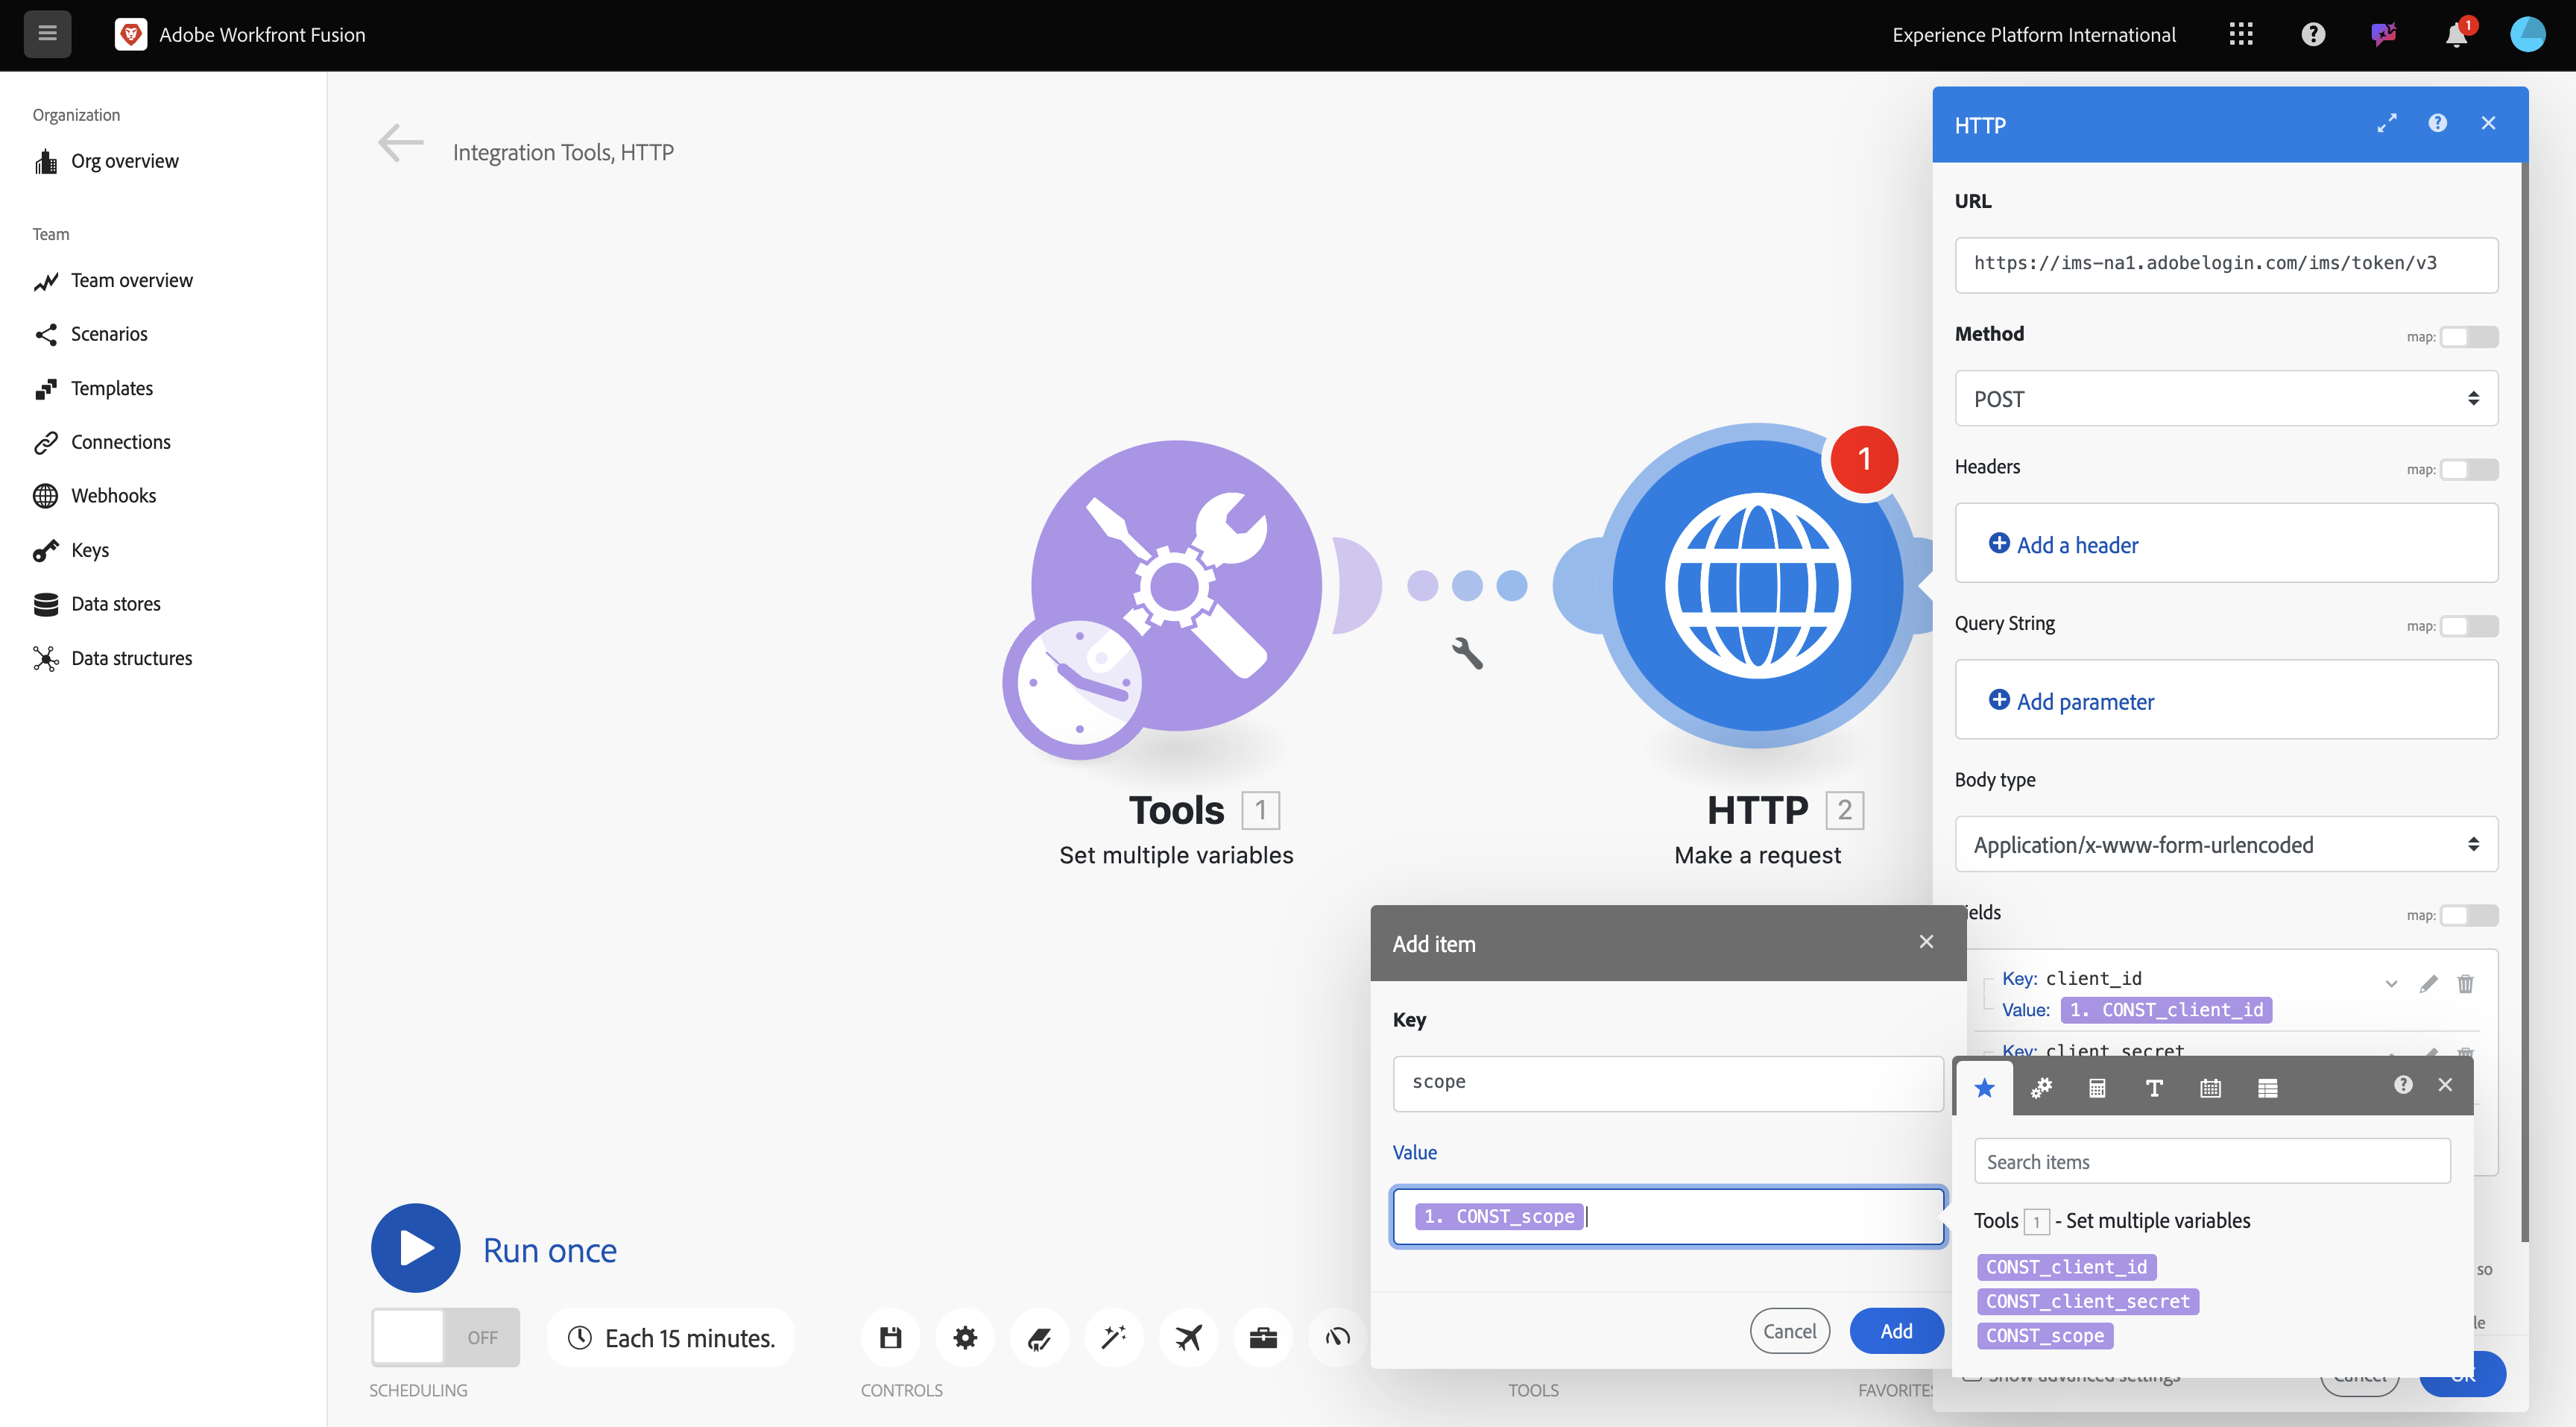 Adobe Workfront Fusion
Experience Platform International
1
Organization
Org overview
Team
Team overview
Scenarios
Templates
Connections
Webhooks
Keys
Data stores
Data structures
Integration Tools, HTTP
1
Tools 1
Set multiple variables
HTTP 2
Make a request
HTTP
URL
https://ims-na1.adobelogin.com/ims/token/v3
Method
map:
POST
Headers
map:
Add a header
Query String
map:
Add parameter
Body type
Application/x-www-form-urlencoded
ields
map:
Key: client_id
Value: 1. CONST_client_id
Key: client_secret
Add item
Key
scope
Value
1. CONST_scope
Cancel
Add
Search items
Tools 1 - Set multiple variables
CONST_client_id
CONST_client_secret
CONST_scope
so
le
Show advanced settings
Cancel
OK
Run once
OFF
Each 15 minutes.
SCHEDULING
CONTROLS
TOOLS
FAVORITES